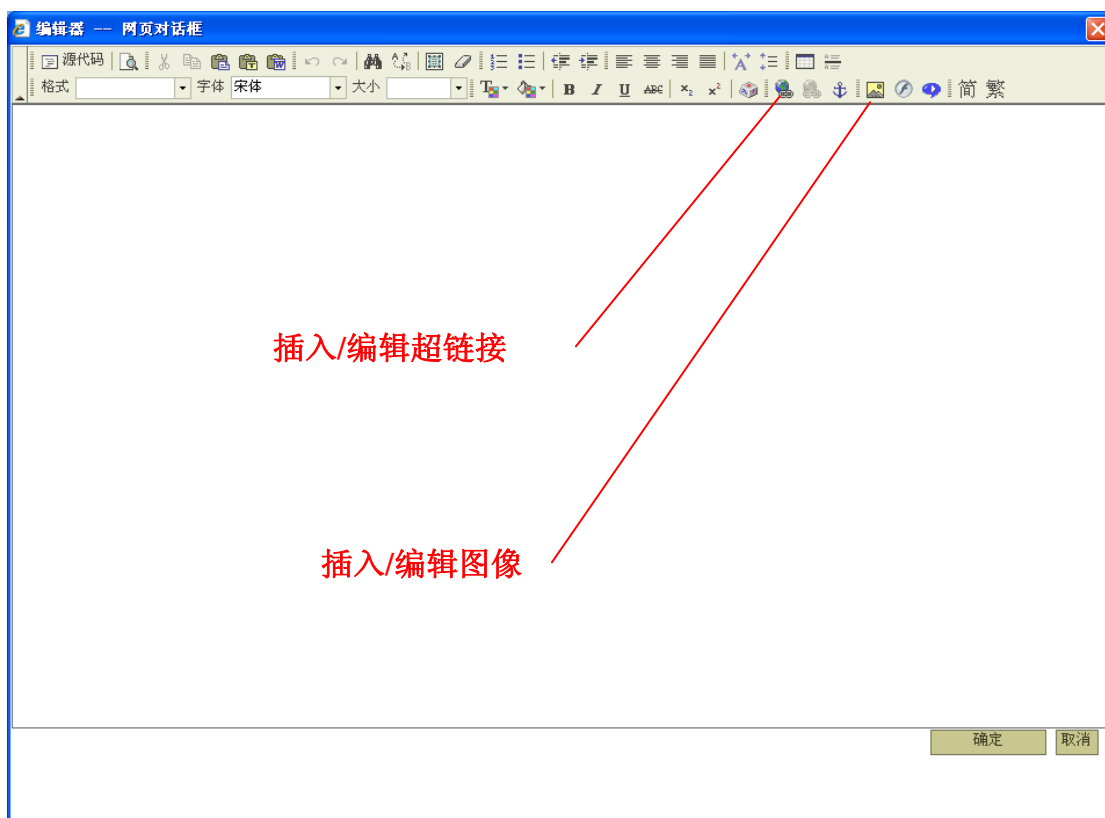 编辑器 -- 网页对话框
源代码
格式 字体 宋体 大小 B I U ABC x₂ x² 简 繁
插入/编辑超链接
插入/编辑图像
确定 取消